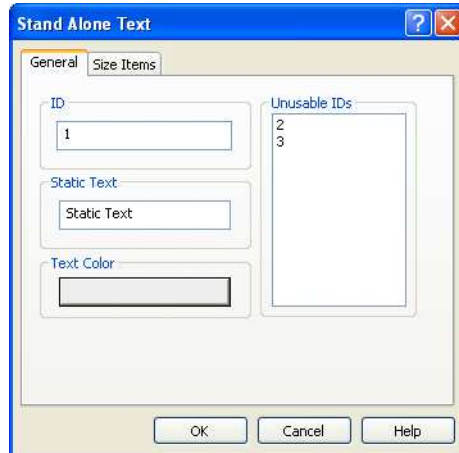 Stand Alone Text
General
Size Items
ID
1
Static Text
Static Text
Text Color
Unusable IDs
2
3
OK
Cancel
Help